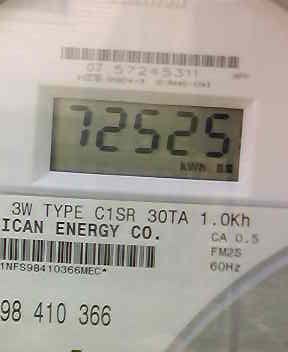 07 57245311
72525
kWh
3W TYPE C1SR 30TA 1.0Kh
ICAN ENERGY CO.
CA 0.5
FM2S
1NFS98410366MEC*
60Hz
98 410 366